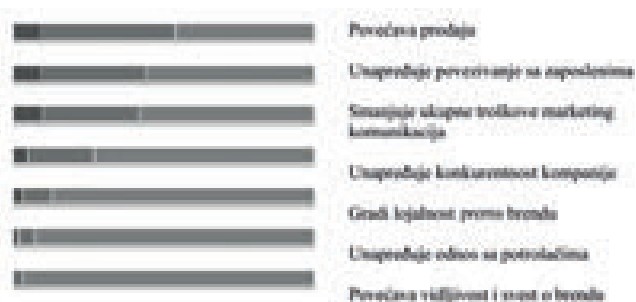 Povećava prodaju
Unapređuje povezivanje sa zaposlenima
Smanjuje ukupne troškove marketing
komunikacija
Unapređuje konkurentnost kompanije
Gradi lojalnost prema brendu
Unapređuje odnos sa potrošačima
Povećava vidljivost i svest o brendu